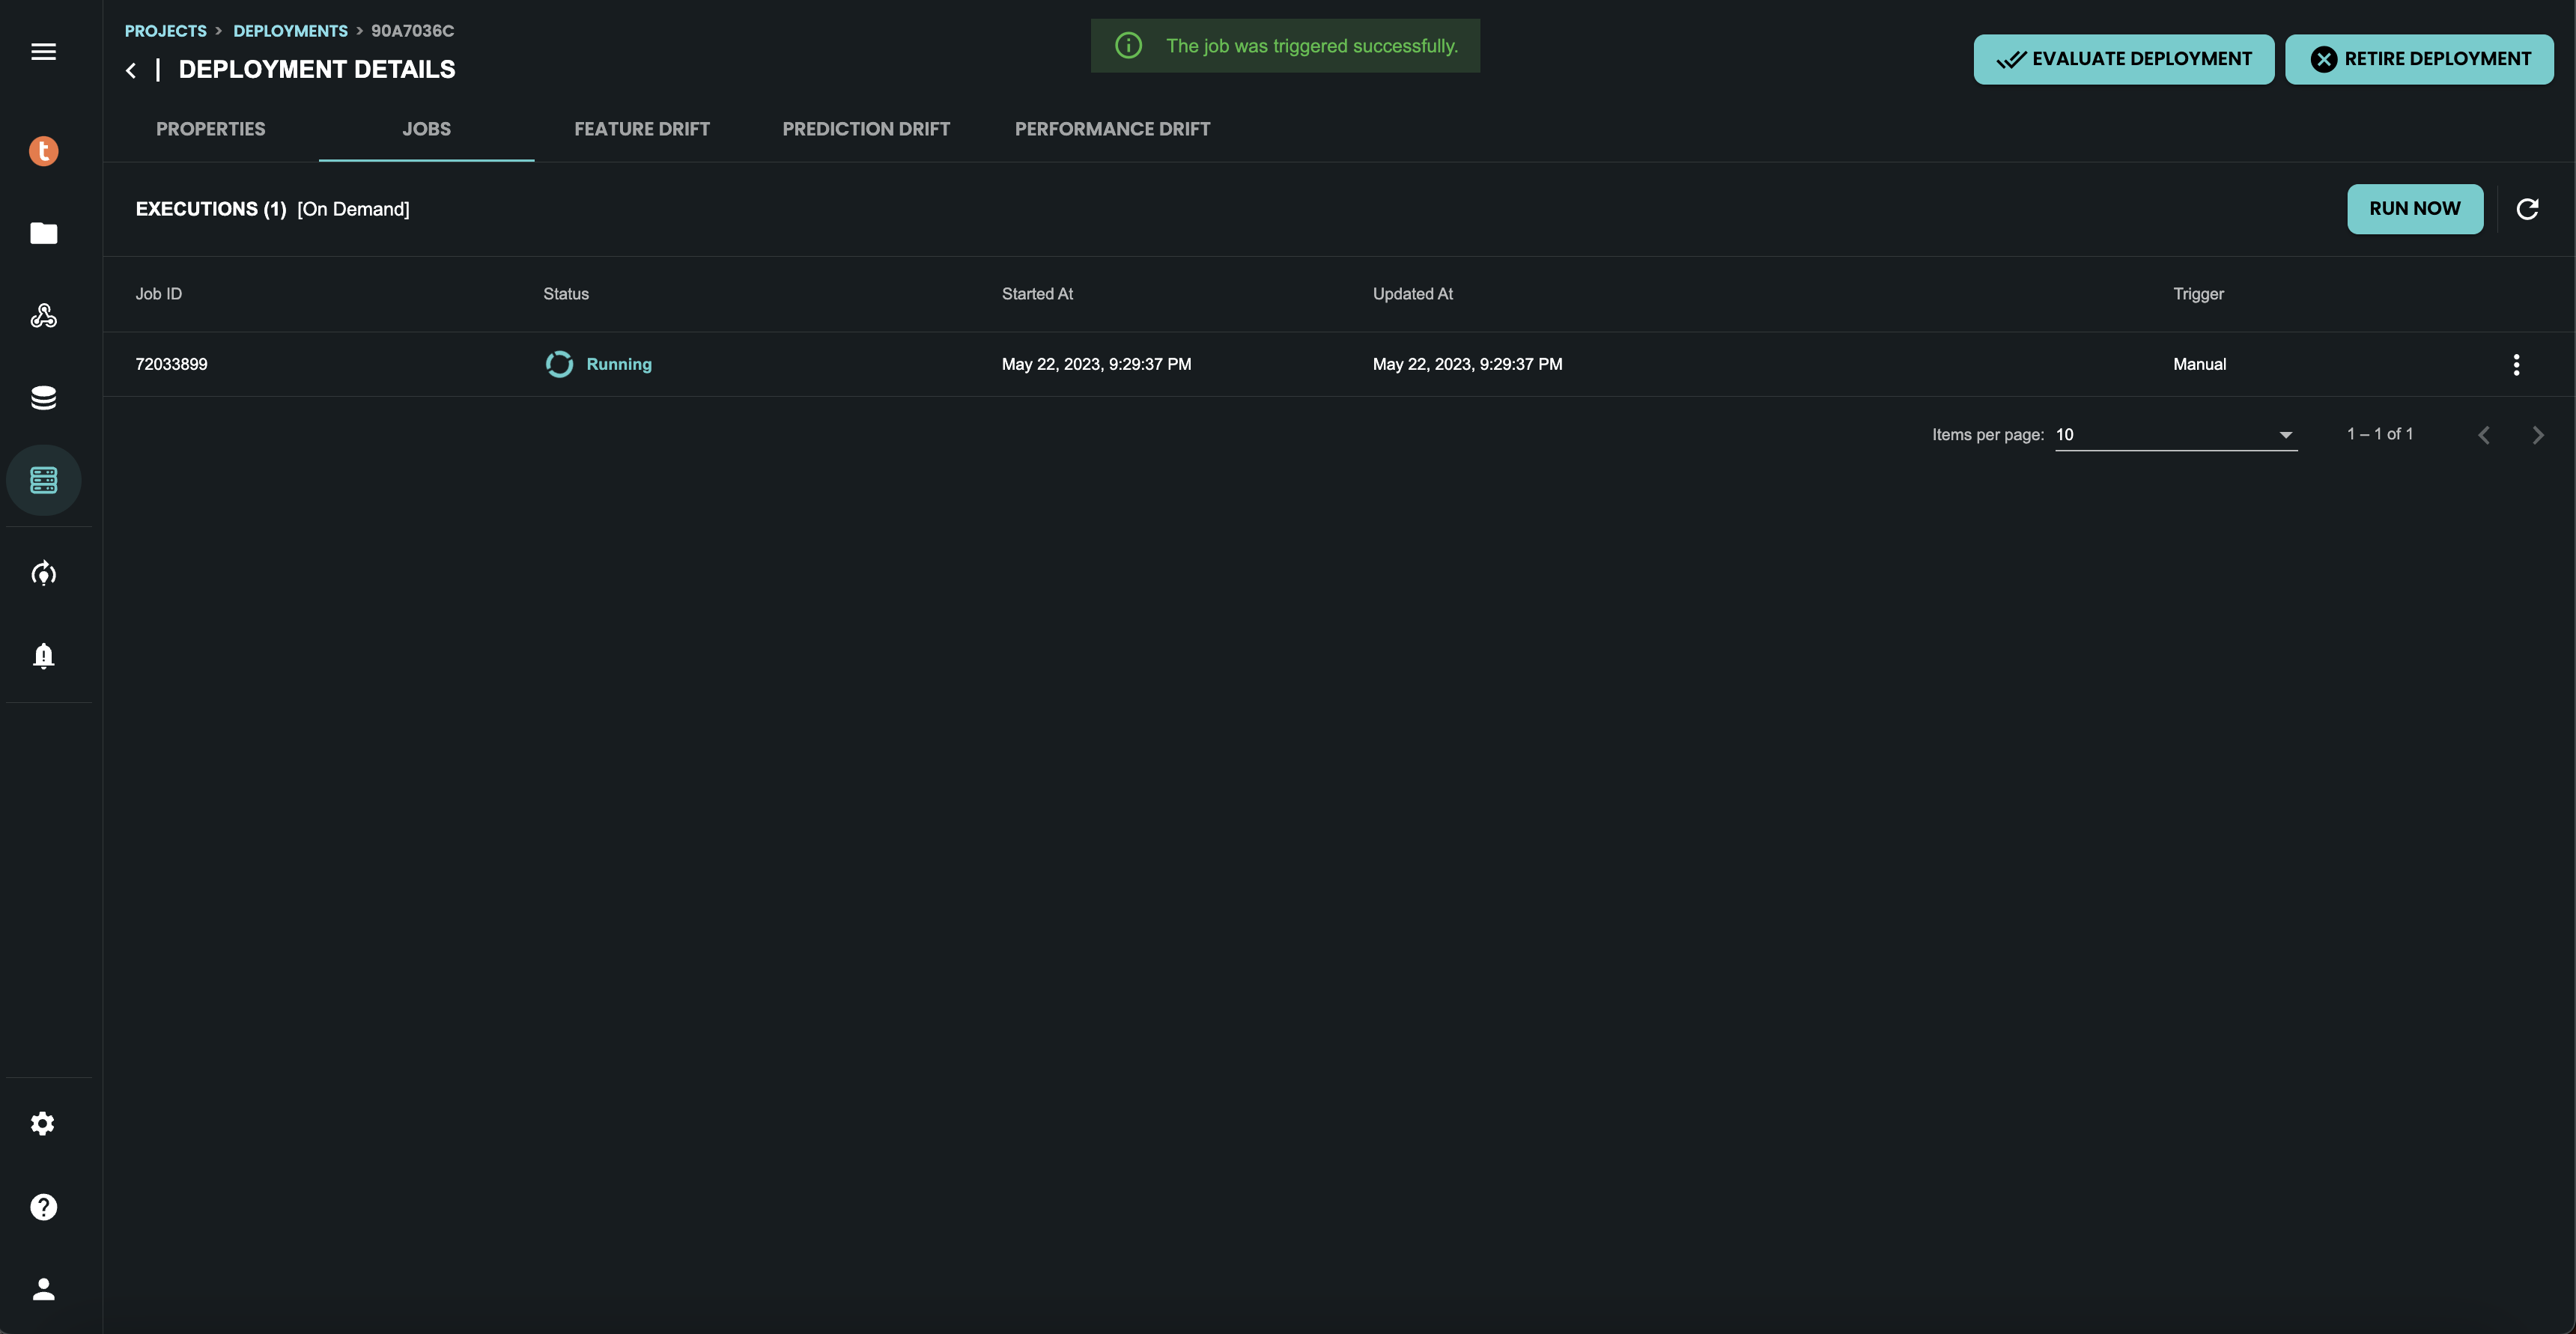 PROJECTS > DEPLOYMENTS > 90A7036C
The job was triggered successfully.
DEPLOYMENT DETAILS
EVALUATE DEPLOYMENT
RETIRE DEPLOYMENT
PROPERTIES JOBS FEATURE DRIFT PREDICTION DRIFT PERFORMANCE DRIFT
EXECUTIONS (1) [On Demand]
RUN NOW
Job ID Status Started At Updated At Trigger
72033899 Running May 22, 2023, 9:29:37 PM May 22, 2023, 9:29:37 PM Manual
Items per page: 10 1 – 1 of 1